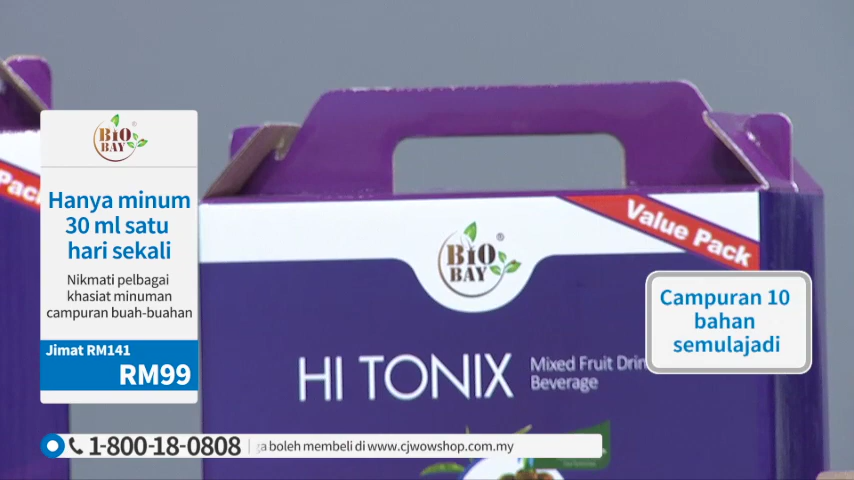 BIO
BAY
Hanya minum
30 ml satu
hari sekali
Nikmati pelbagai
khasiat minuman
campuran buah-buahan
Jimat RM141
RM99
Pack
Value Pack
BIO
BAY
®
HI TONIX
Mixed Fruit Drin
Beverage
Campuran 10
bahan
semulajadi
1-800-18-0808
ga boleh membeli di www.cjwowshop.com.my